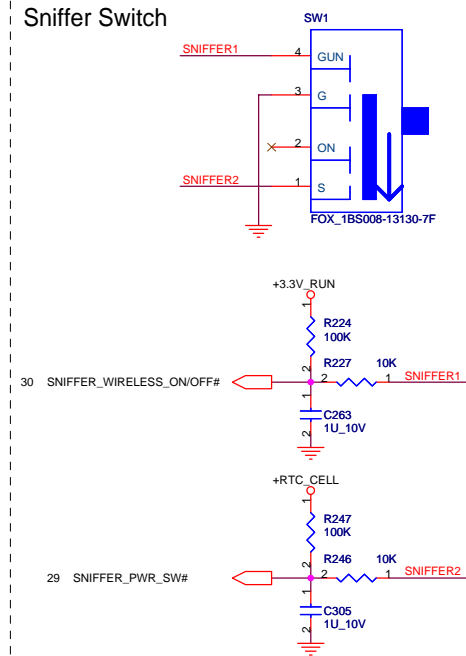 Sniffer Switch
SW1
SNIFFER1 4 GUN
3 G
2 ON
SNIFFER2 1 S
FOX_1BS008-13130-7F
+3.3V_RUN
1
R224
100K
2 R227 10K
30 SNIFFER_WIRELESS_ON/OFF# 2 1 SNIFFER1
1
C263
1U_10V
2
+RTC_CELL
1
R247
100K
2 R246 10K
29 SNIFFER_PWR_SW# 2 1 SNIFFER2
1
C305
1U_10V
2